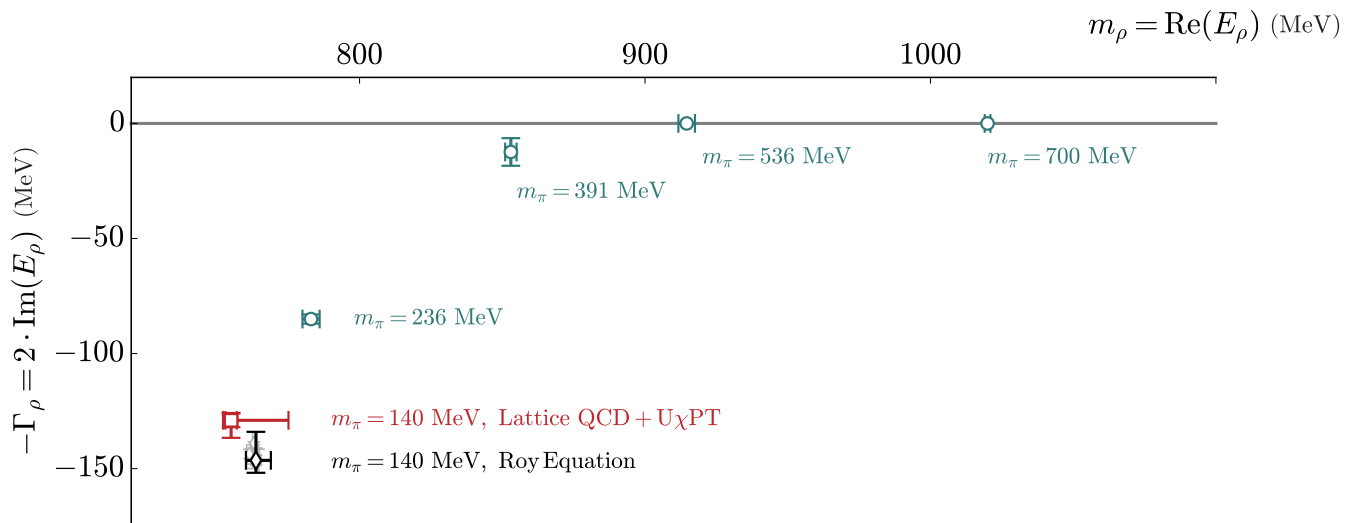 m_ρ = Re(E_ρ) (MeV)
800 900 1000
0
−50
−100
−150
−Γ_ρ = 2 · Im(E_ρ) (MeV)
m_π = 536 MeV
m_π = 700 MeV
m_π = 391 MeV
m_π = 236 MeV
m_π = 140 MeV, Lattice QCD + UχPT
m_π = 140 MeV, Roy Equation